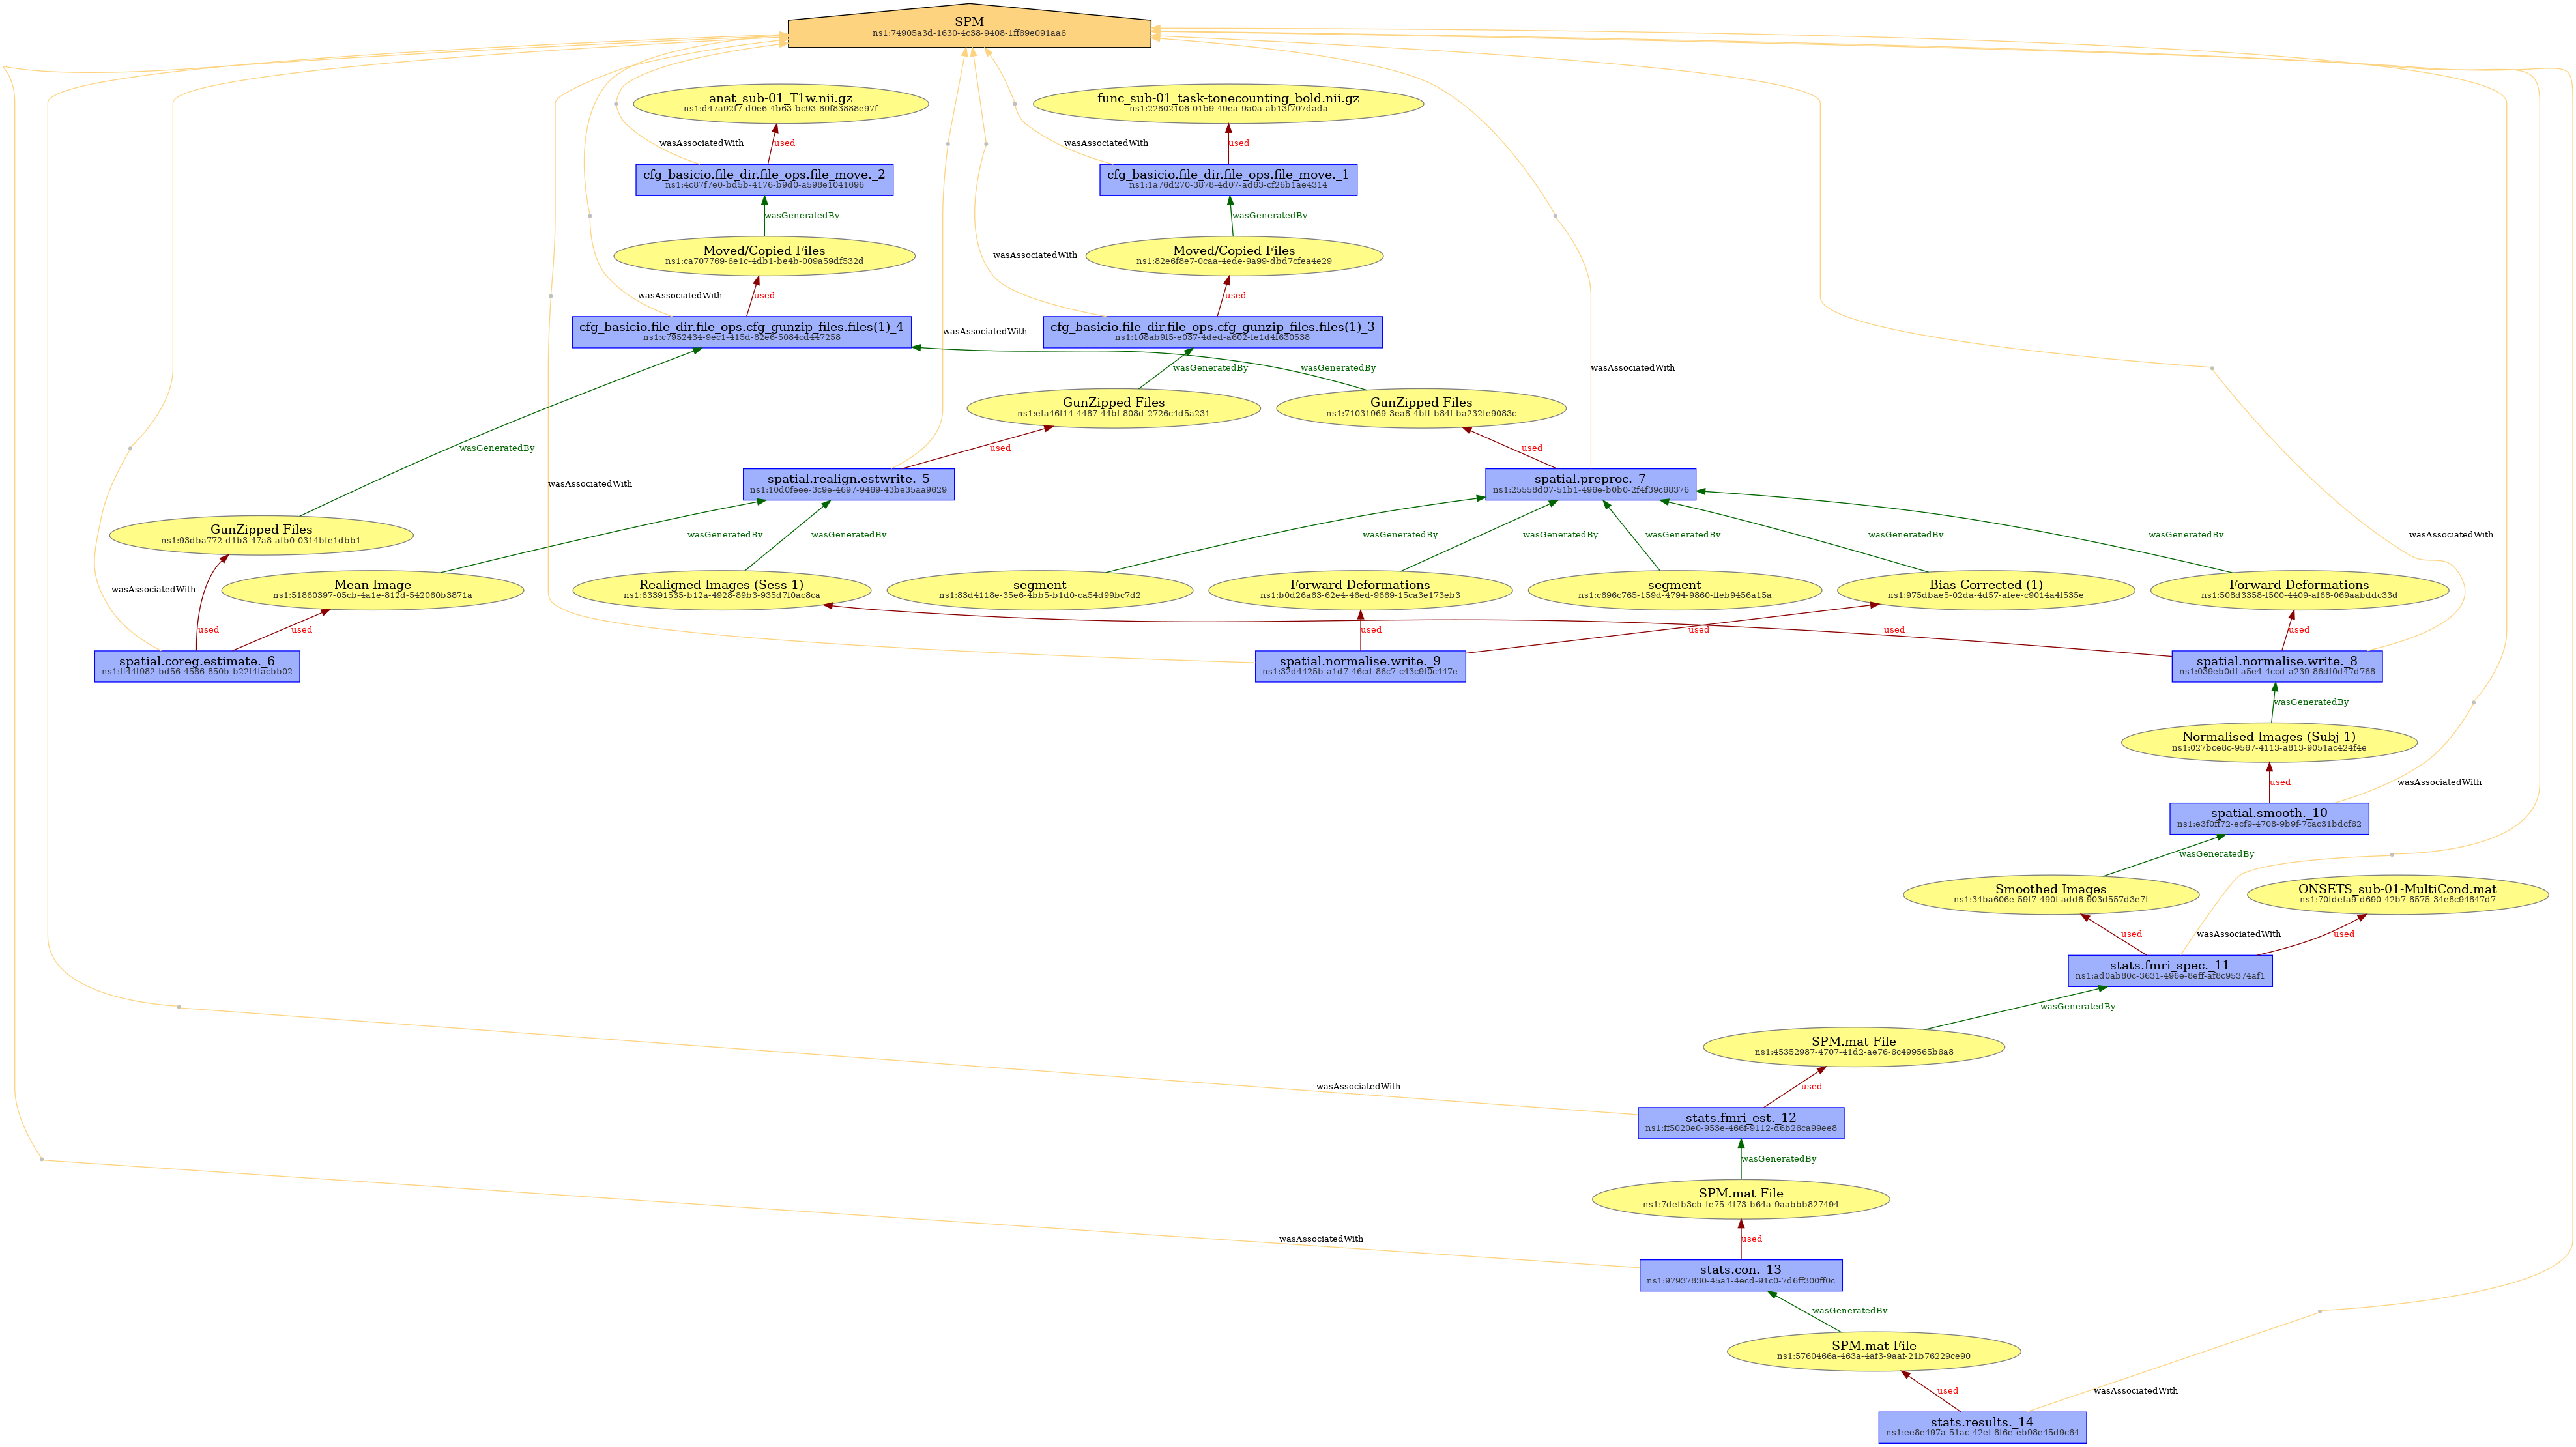 SPM
ns1:74905a3d-1630-4c38-9408-1ff69e091aa6
anat_sub-01_T1w.nii.gz
ns1:d47a92f7-d0e6-4b63-bc93-80f83888e97f
func_sub-01_task-tonecounting_bold.nii.gz
ns1:22802106-01b9-49ea-9a0a-ab13f707dada
wasAssociatedWith
used
wasAssociatedWith
used
cfg_basicio.file_dir.file_ops.file_move._2
ns1:4c87f7e0-bd5b-4176-b9d0-a598e1041696
cfg_basicio.file_dir.file_ops.file_move._1
ns1:1a76d270-3878-4d07-ad63-cf26b1ae4314
wasGeneratedBy
wasGeneratedBy
Moved/Copied Files
ns1:ca707769-6e1c-4db1-be4b-009a59df532d
Moved/Copied Files
ns1:82e6f8e7-0caa-4ede-9a99-dbd7cfea4e29
wasAssociatedWith
wasAssociatedWith
used
used
cfg_basicio.file_dir.file_ops.cfg_gunzip_files.files(1)_4
ns1:c7952434-9ec1-415d-82e6-5084cd447258
wasAssociatedWith
cfg_basicio.file_dir.file_ops.cfg_gunzip_files.files(1)_3
ns1:108ab9f5-e037-4ded-a602-fe1d4f630538
wasGeneratedBy
wasGeneratedBy
wasAssociatedWith
GunZipped Files
ns1:efa46f14-4487-44bf-808d-2726c4d5a231
GunZipped Files
ns1:71031969-3ea8-4bff-b84f-ba232fe9083c
wasGeneratedBy
used
used
wasAssociatedWith
spatial.realign.estwrite._5
ns1:10d0feee-3c9e-4697-9469-43be35aa9629
spatial.preproc._7
ns1:25558d07-51b1-496e-b0b0-2f4f39c68376
GunZipped Files
ns1:93dba772-d1b3-47a8-afb0-0314bfe1dbb1
wasGeneratedBy
wasGeneratedBy
wasGeneratedBy
wasGeneratedBy
wasGeneratedBy
wasGeneratedBy
wasGeneratedBy
wasAssociatedWith
wasAssociatedWith
Mean Image
ns1:51860397-05cb-4a1e-812d-542060b3871a
Realigned Images (Sess 1)
ns1:63391535-b12a-4928-89b3-935d7f0ac8ca
segment
ns1:83d4118e-35e6-4bb5-b1d0-ca54d99bc7d2
Forward Deformations
ns1:b0d26a63-62e4-46ed-9669-15ca3e173eb3
segment
ns1:c696c765-159d-4794-9860-ffeb9456a15a
Bias Corrected (1)
ns1:975dbae5-02da-4d57-afee-c9014a4f535e
Forward Deformations
ns1:508d3358-f500-4409-af68-069aabddc33d
used
used
used
used
used
used
spatial.coreg.estimate._6
ns1:ff44f982-bd56-4586-850b-b22f4facbb02
spatial.normalise.write._9
ns1:32d4425b-a1d7-46cd-86c7-c43c9f0c447e
spatial.normalise.write._8
ns1:039eb0df-a5e4-4ccd-a239-86df0d47d768
wasGeneratedBy
Normalised Images (Subj 1)
ns1:027bce8c-9567-4113-a813-9051ac424f4e
used
wasAssociatedWith
spatial.smooth._10
ns1:e3f0ff72-ecf9-4708-9b9f-7cac31bdcf62
wasGeneratedBy
Smoothed Images
ns1:34ba606e-59f7-490f-add6-903d557d3e7f
ONSETS_sub-01-MultiCond.mat
ns1:70fdefa9-d690-42b7-8575-34e8c94847d7
used
wasAssociatedWith
used
stats.fmri_spec._11
ns1:ad0ab80c-3631-496e-8eff-af8c95374af1
wasGeneratedBy
SPM.mat File
ns1:45352987-4707-41d2-ae76-6c499565b6a8
wasAssociatedWith
used
stats.fmri_est._12
ns1:ff5020e0-953e-466f-9112-d6b26ca99ee8
wasGeneratedBy
SPM.mat File
ns1:7defb3cb-fe75-4f73-b64a-9aabbb827494
wasAssociatedWith
used
stats.con._13
ns1:97937830-45a1-4ecd-91c0-7d6ff300ff0c
wasGeneratedBy
SPM.mat File
ns1:5760466a-463a-4af3-9aaf-21b76229ce90
used
wasAssociatedWith
stats.results._14
ns1:ee8e497a-51ac-42ef-8f6e-eb98e45d9c64